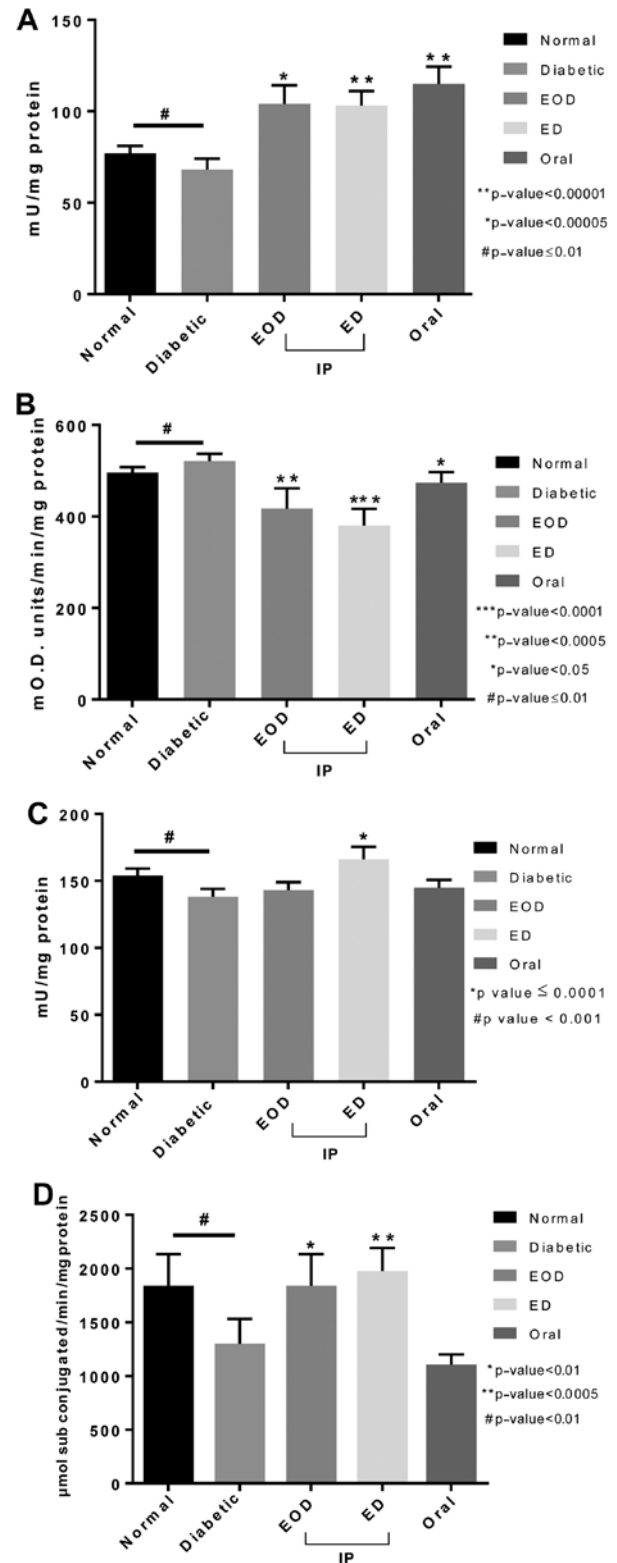 A
mU/mg protein
150
100
50
0
#
*
**
**
Normal
Diabetic
EOD
ED
Oral
**p-value<0.00001
*p-value<0.00005
#p-value≤0.01
Normal
Diabetic
EOD
ED
Oral
IP
B
mO.D. units/min/mg protein
600
400
200
0
#
**
***
*
Normal
Diabetic
EOD
ED
Oral
***p-value<0.0001
**p-value<0.0005
*p-value<0.05
#p-value≤0.01
Normal
Diabetic
EOD
ED
Oral
IP
C
mU/mg protein
200
150
100
50
0
#
*
Normal
Diabetic
EOD
ED
Oral
*p value ≤ 0.0001
#p value < 0.001
Normal
Diabetic
EOD
ED
Oral
IP
D
µmol sub conjugated/min/mgprotein
2500
2000
1500
1000
500
0
#
*
**
Normal
Diabetic
EOD
ED
Oral
*p-value<0.01
**p-value<0.0005
#p-value<0.01
Normal
Diabetic
EOD
ED
Oral
IP